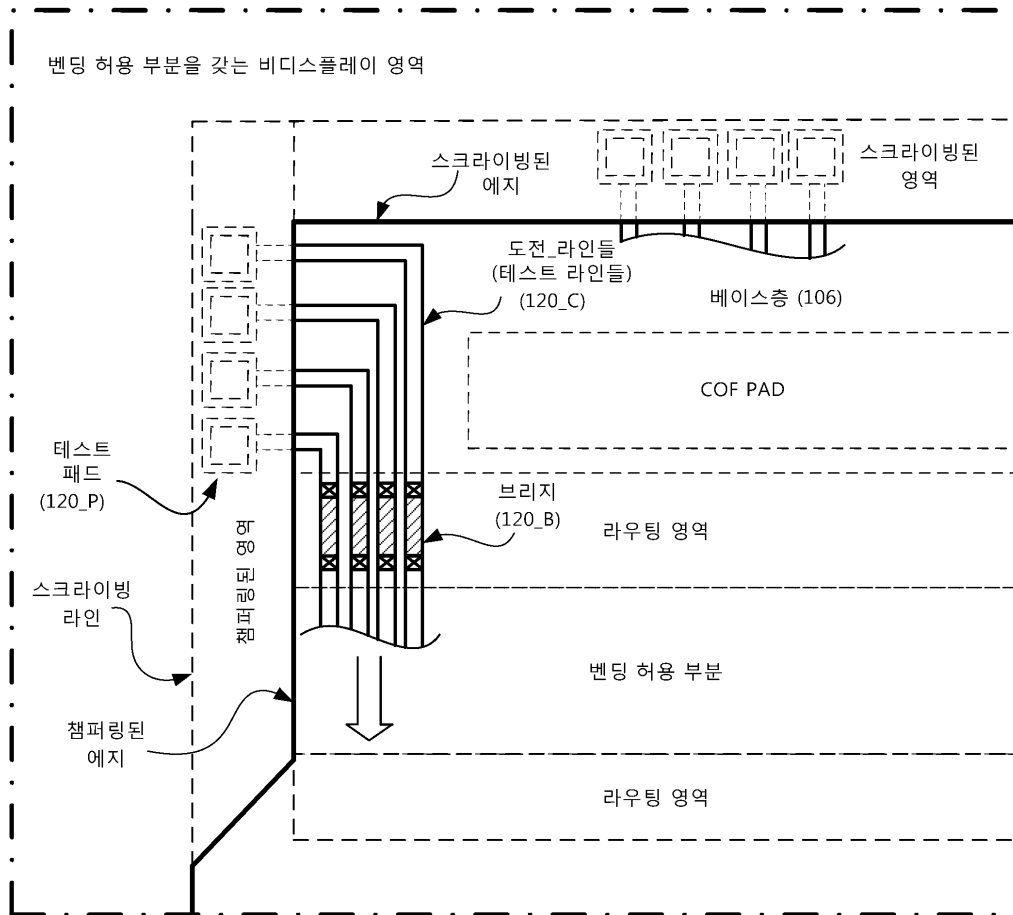 벤딩 허용 부분을 갖는 비디스플레이 영역
스크라이빙된
에지
스크라이빙된
영역
도전_라인들
(테스트 라인들)
(120_C)
베이스층 (106)
COF PAD
테스트
패드
(120_P)
브리지
(120_B)
라우팅 영역
챔퍼링된 영역
스크라이빙
라인
벤딩 허용 부분
챔퍼링된
에지
라우팅 영역